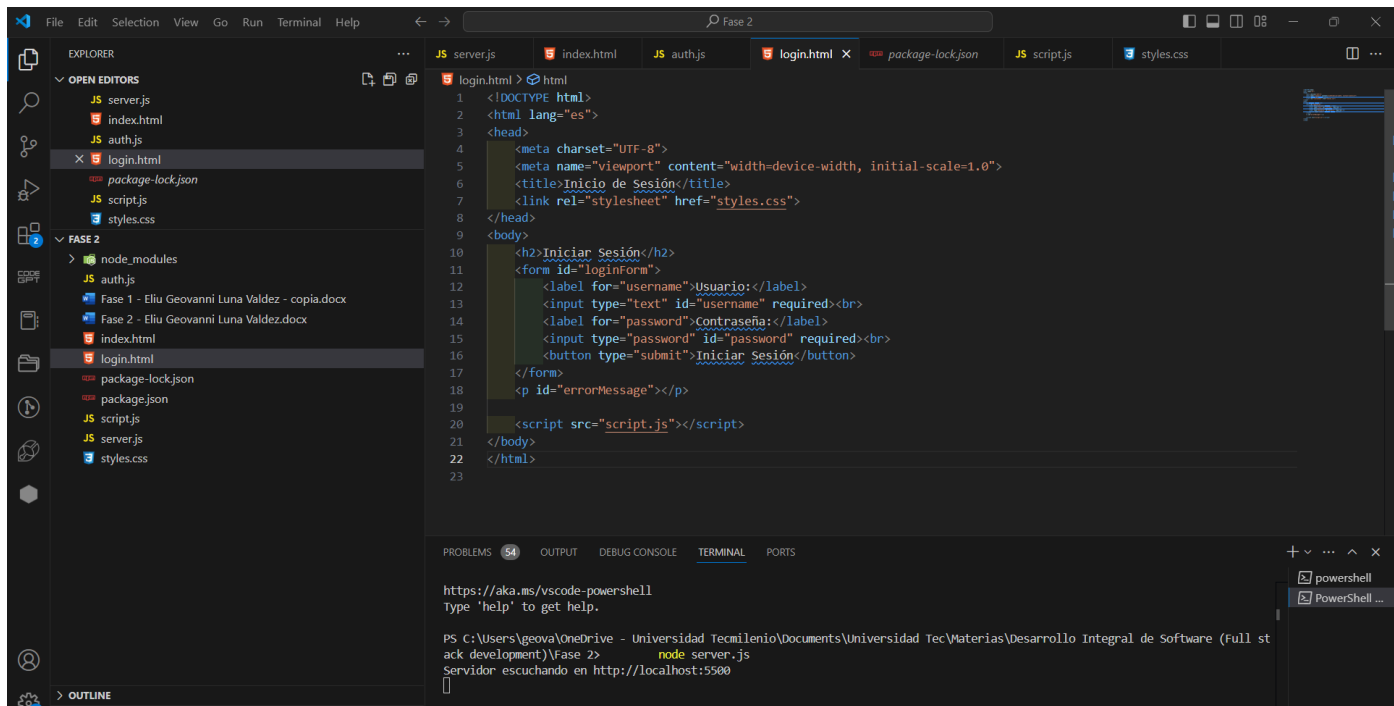 File Edit Selection View Go Run Terminal Help
Fase 2
EXPLORER
OPEN EDITORS
JS server.js
index.html
JS auth.js
login.html
package-lock.json
JS script.js
styles.css
FASE 2
node_modules
JS auth.js
Fase 1 - Eliu Geovanni Luna Valdez - copia.docx
Fase 2 - Eliu Geovanni Luna Valdez.docx
index.html
login.html
package-lock.json
package.json
JS script.js
JS server.js
styles.css
OUTLINE
2
CODE
GPT
JS server.js index.html JS auth.js login.html package-lock.json JS script.js styles.css
login.html > html
1 <!DOCTYPE html>
2 <html lang="es">
3 <head>
4 <meta charset="UTF-8">
5 <meta name="viewport" content="width=device-width, initial-scale=1.0">
6 <title>Inicio de Sesión</title>
7 <link rel="stylesheet" href="styles.css">
8 </head>
9 <body>
10 <h2>Iniciar Sesión</h2>
11 <form id="loginForm">
12 <label for="username">Usuario:</label>
13 <input type="text" id="username" required><br>
14 <label for="password">Contraseña:</label>
15 <input type="password" id="password" required><br>
16 <button type="submit">Iniciar Sesión</button>
17 </form>
18 <p id="errorMessage"></p>
19
20 <script src="script.js"></script>
21 </body>
22 </html>
23
PROBLEMS 54 OUTPUT DEBUG CONSOLE TERMINAL PORTS
https://aka.ms/vscode-powershell
Type 'help' to get help.
PS C:\Users\geova\OneDrive - Universidad Tecmilenio\Documents\Universidad Tec\Materias\Desarrollo Integral de Software (Full st
ack development)\Fase 2> node server.js
Servidor escuchando en http://localhost:5500
powershell
PowerShell ...